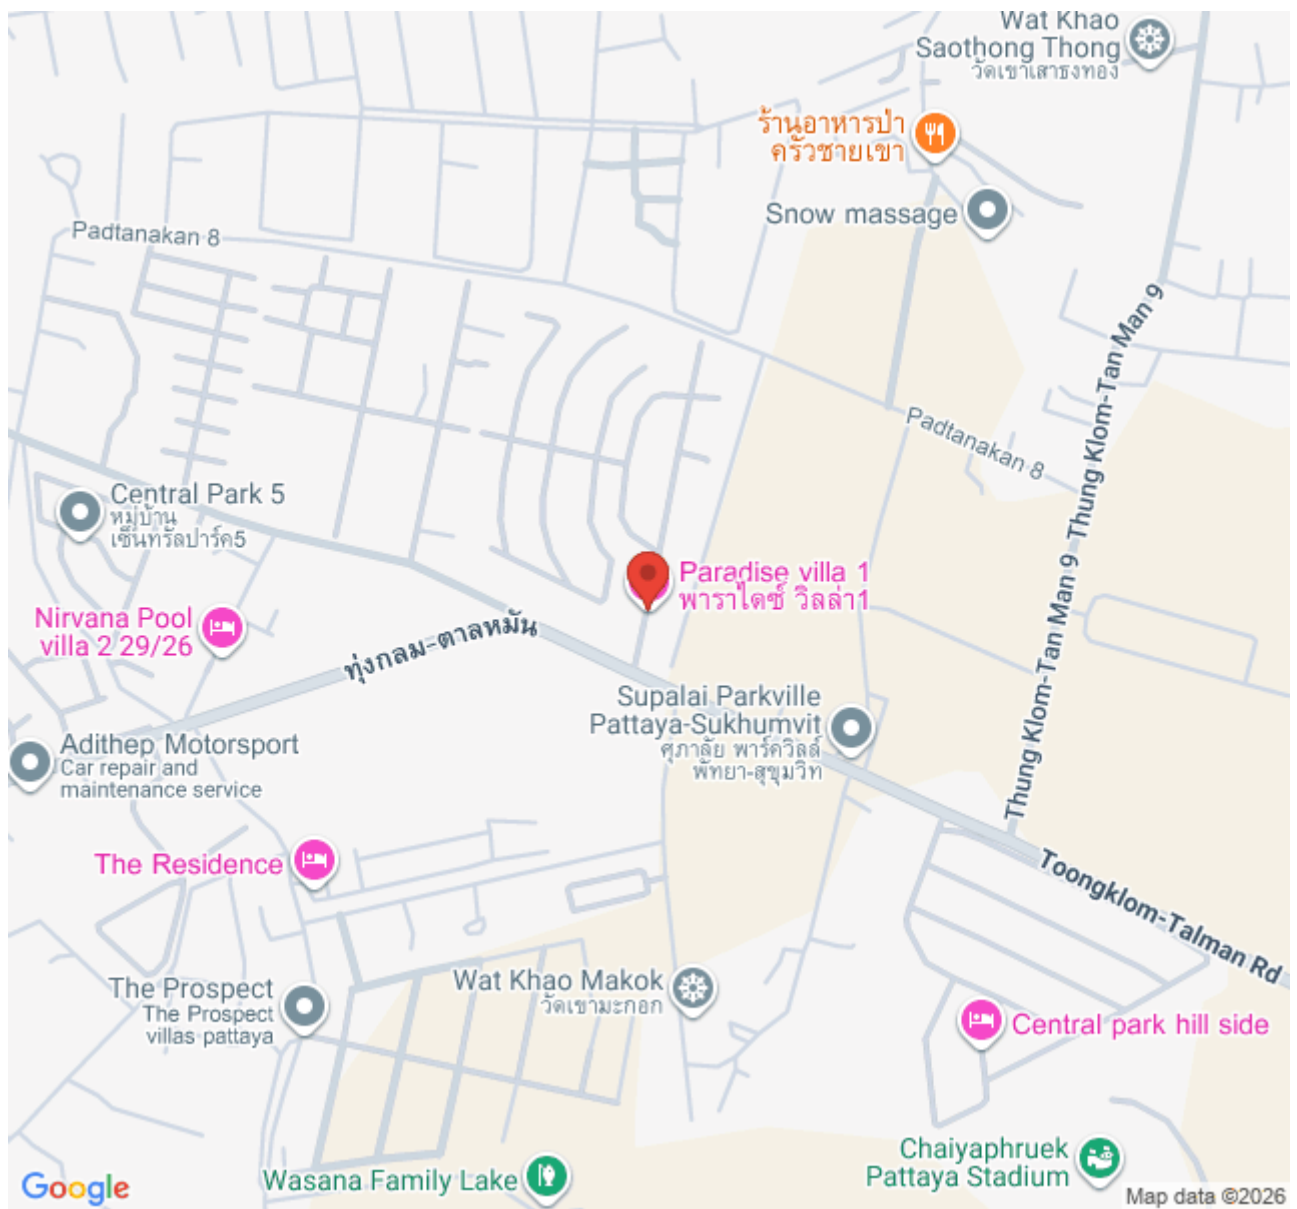 Wat Khao
Saothong Thong
วัดเขาเสาธงทอง
ร้านอาหารป่า
ครัวชายเขา
Snow massage
Padtanakan 8
Thung Klom-Tan Man 9
Padtanakan 8
Central Park 5
หมู่บ้าน
เซ็นทรัลปาร์ค5
Paradise villa 1
พาราไดซ์ วิลล่า1
Nirvana Pool
villa 2 29/26
ทุ่งกลม-ตาลหมัน
Thung Klom-Tan Man 9
Supalai Parkville
Pattaya-Sukhumvit
ศุภาลัย พาร์ควิลล์
พัทยา-สุขุมวิท
Adithep Motorsport
Car repair and
maintenance service
The Residence
Toongklom-Talman Rd
The Prospect
The Prospect
villas pattaya
Wat Khao Makok
วัดเขามะกอก
Central park hill side
Chaiyaphruek
Pattaya Stadium
Wasana Family Lake
Google
Map data ©2026